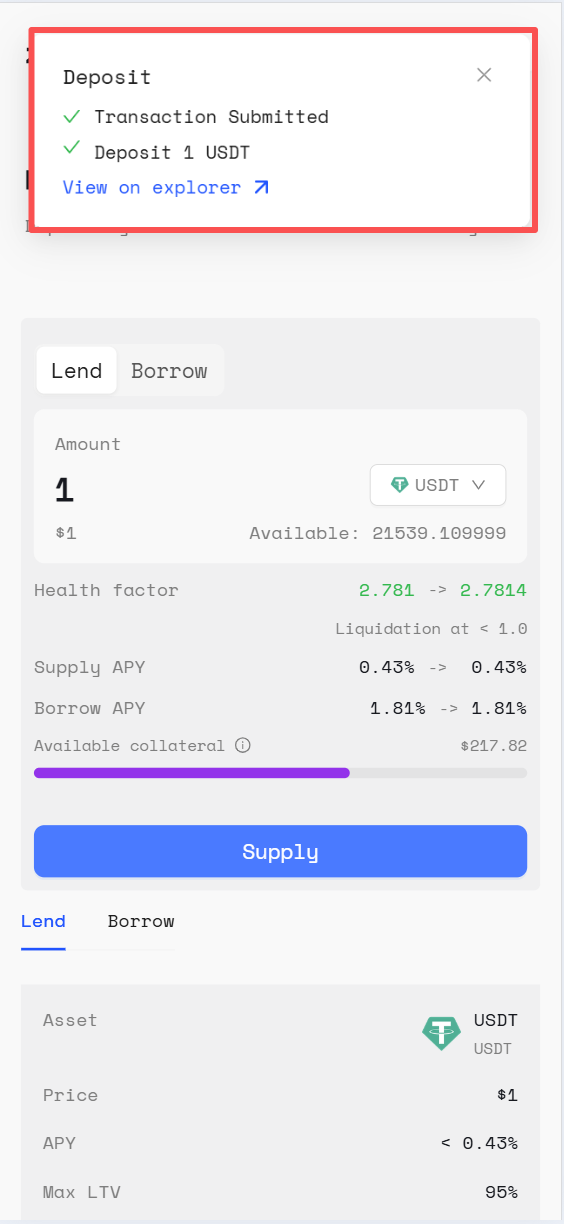 Deposit
Transaction Submitted
Deposit 1 USDT
View on explorer
Lend Borrow
Amount
1 USDT
$1 Available: 21539.109999
Health factor 2.781 -> 2.7814
Liquidation at < 1.0
Supply APY 0.43% -> 0.43%
Borrow APY 1.81% -> 1.81%
Available collateral $217.82
Supply
Lend Borrow
Asset USDT
USDT
Price $1
APY < 0.43%
Max LTV 95%